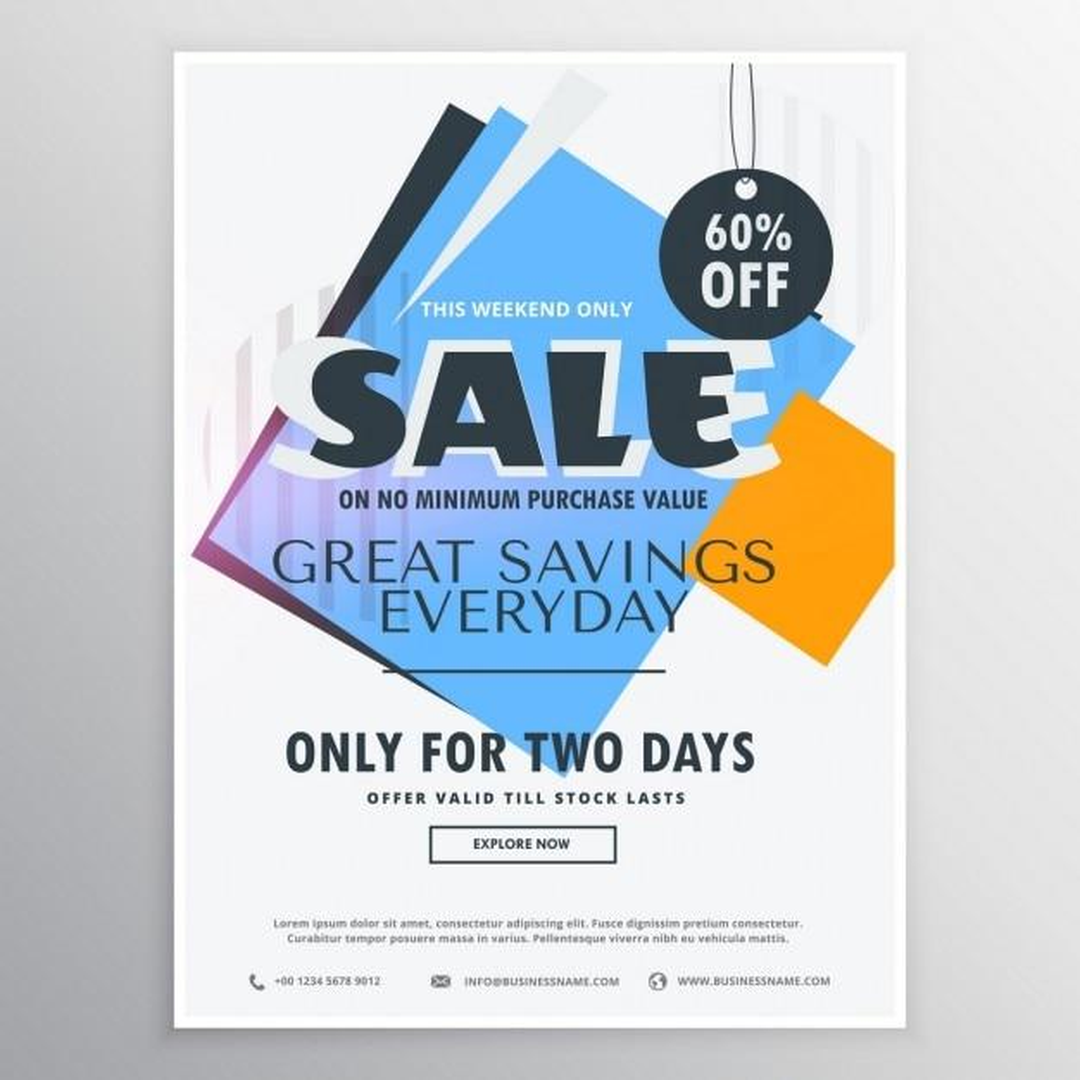 60%
OFF
THIS WEEKEND ONLY
SALE
ON NO MINIMUM PURCHASE VALUE
GREAT SAVINGS
EVERYDAY
ONLY FOR TWO DAYS
OFFER VALID TILL STOCK LASTS
EXPLORE NOW
Lorem ipsum dolor sit amet, consectetur adipiscing elit. Fusce dignissim pretium consectetur.
Curabitur tempor posuere massa in varius. Pellentesque viverra nibh eu vehicula mattis.
+00 1234 5678 9012 INFO@BUSINESSNAME.COM WWW.BUSINESSNAME.COM